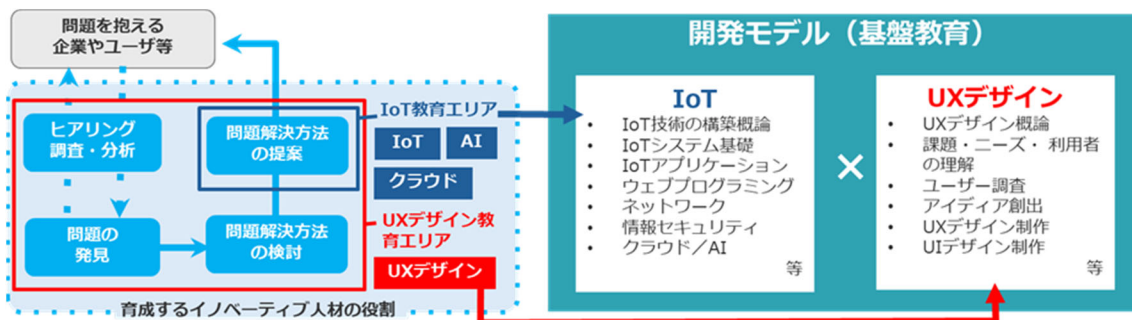 問題を抱える
企業やユーザ等
ヒアリング
調査・分析
問題の
発見
問題解決方法
の提案
問題解決方法
の検討
IoT教育エリア
IoT
AI
クラウド
UXデザイン教
育エリア
UXデザイン
育成するイノベーティブ人材の役割
開発モデル（基盤教育）
IoT
• IoT技術の構築概論
• IoTシステム基礎
• IoTアプリケーション
• ウェブプログラミング
• ネットワーク
• 情報セキュリティ
• クラウド／AI
等
×
UXデザイン
• UXデザイン概論
• 課題・ニーズ・ 利用者
の理解
• ユーザー調査
• アイディア創出
• UXデザイン制作
• UIデザイン制作
等